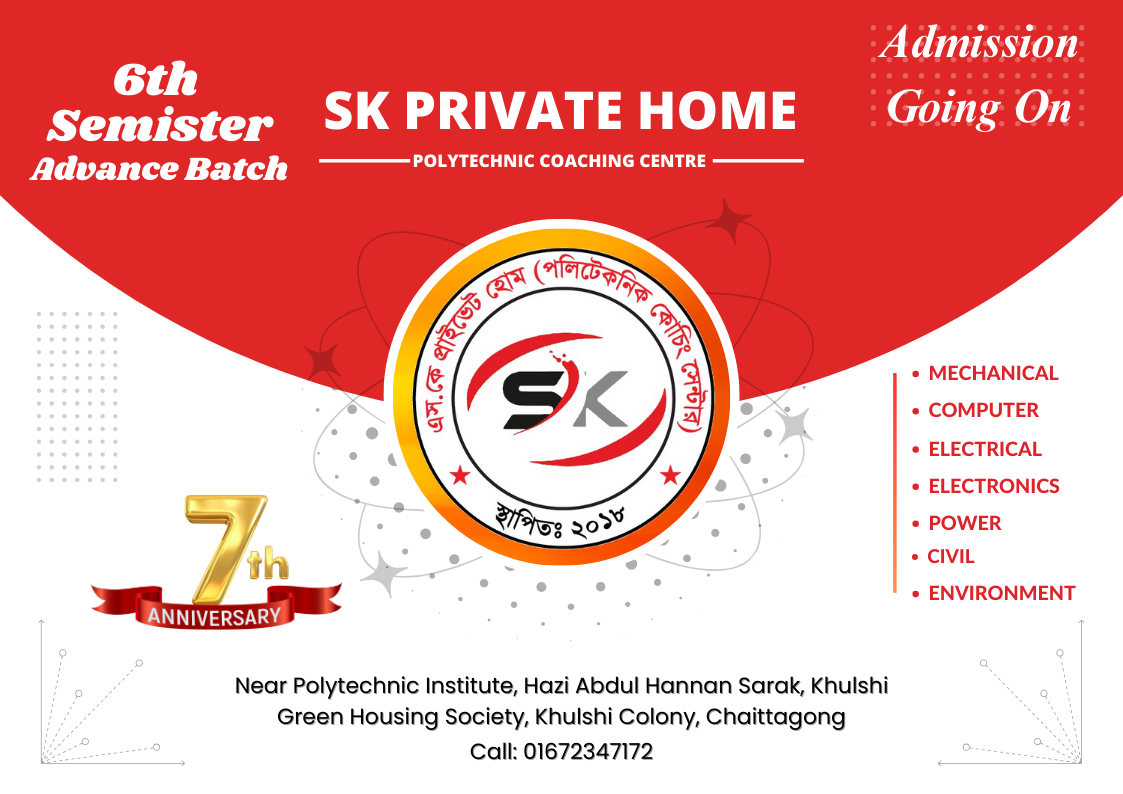 6th
Semister
Advance Batch
SK PRIVATE HOME
POLYTECHNIC COACHING CENTRE
Admission
Going On
এস.কে প্রাইভেট হোম (পলিটেকনিক কোচিং সেন্টার)
SK
স্থাপিতঃ ২০১৮
7th
ANNIVERSARY
• MECHANICAL
• COMPUTER
• ELECTRICAL
• ELECTRONICS
• POWER
• CIVIL
• ENVIRONMENT
Near Polytechnic Institute, Hazi Abdul Hannan Sarak, Khulshi
Green Housing Society, Khulshi Colony, Chaittagong
Call: 01672347172